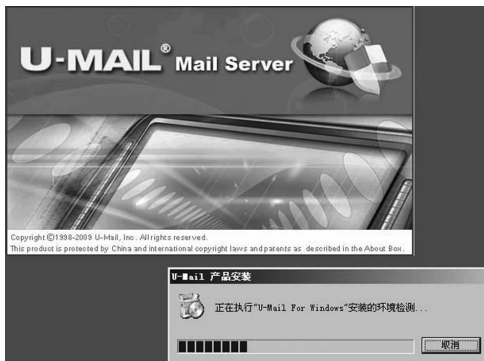 U-MAIL® Mail Server
Copyright ©1998-2009 U-Mail, Inc. All rights reserved.
This product is protected by China and international copyright laws and patents as described in the About Box.
U-Mail 产品安装
正在执行"U-Mail For Windows"安装的环境检测...
取消